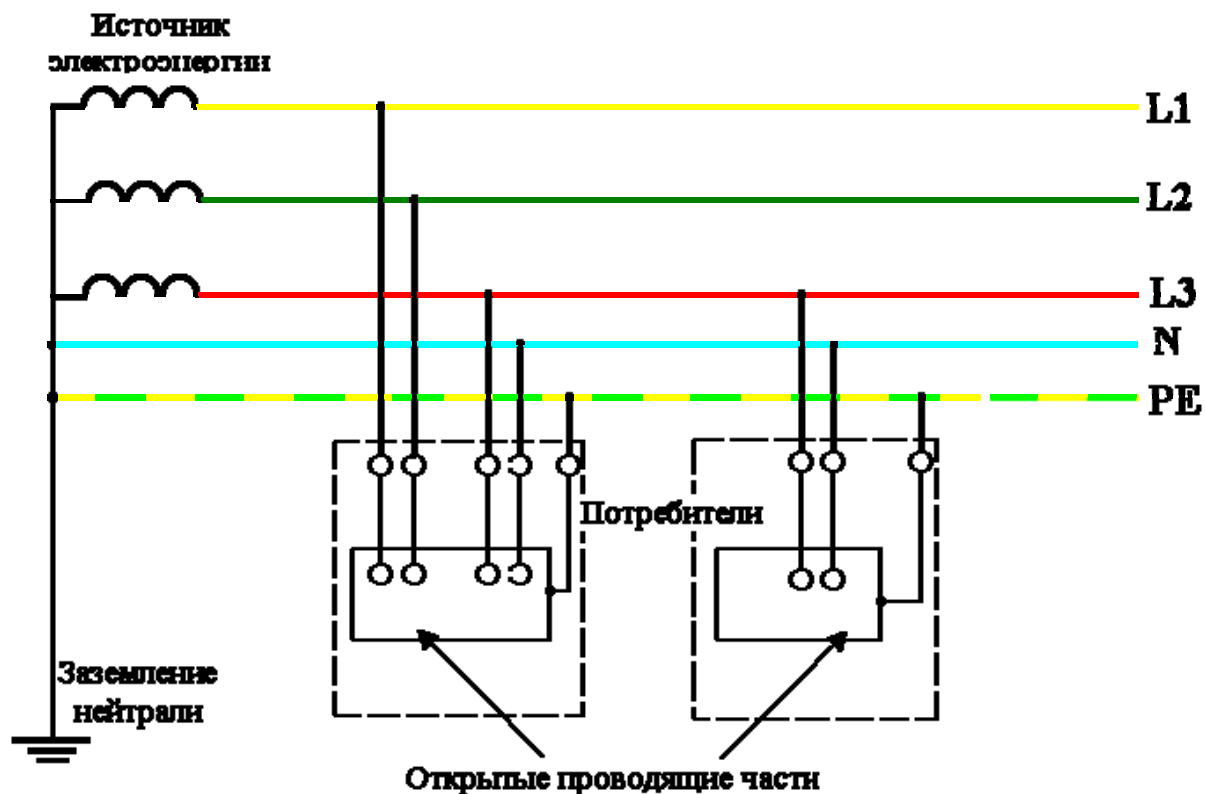 Источник
электроэнергии
L1
L2
L3
N
PE
Потребители
Заземление
нейтрали
Открытые проводящие части